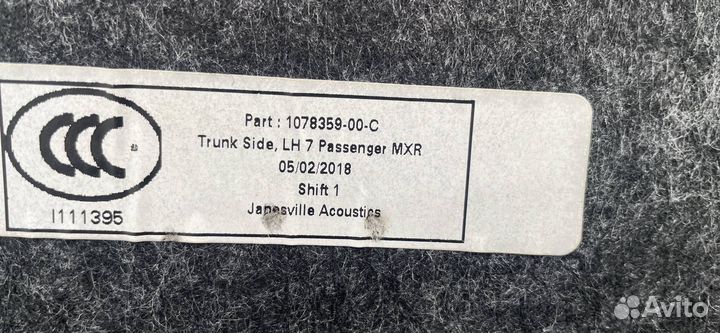 CCC
I111395
Part : 1078359-00-C
Trunk Side, LH 7 Passenger MXR
05/02/2018
Shift 1
Janesville Acoustics
Avito